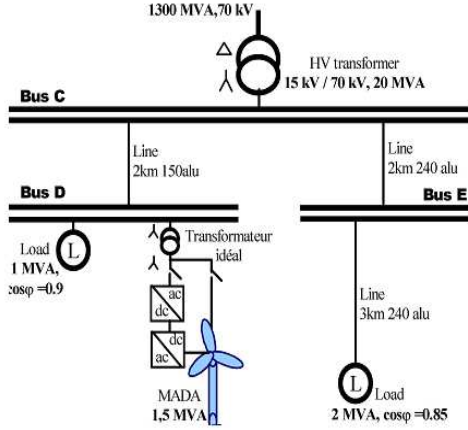 1300 MVA,70 kV
HV transformer
15 kV / 70 kV, 20 MVA
Bus C
Line
2km 150alu
Line
2km 240 alu
Bus D
Bus E
Load
L
1 MVA,
cosφ =0.9
Transformateur
idéal
ac
dc
dc
ac
MADA
1,5 MVA
Line
3km 240 alu
L
Load
2 MVA, cosφ =0.85